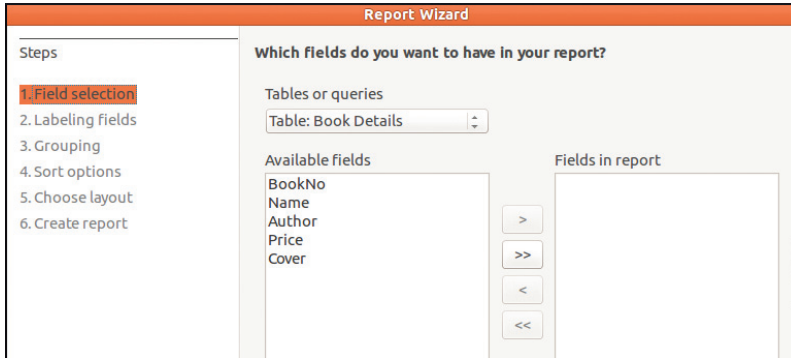 Report Wizard
Steps
Which fields do you want to have in your report?
1. Field selection
2. Labeling fields
3. Grouping
4. Sort options
5. Choose layout
6. Create report
Tables or queries
Table: Book Details
Available fields
Fields in report
BookNo
Name
Author
Price
Cover
>
>>
<
<<